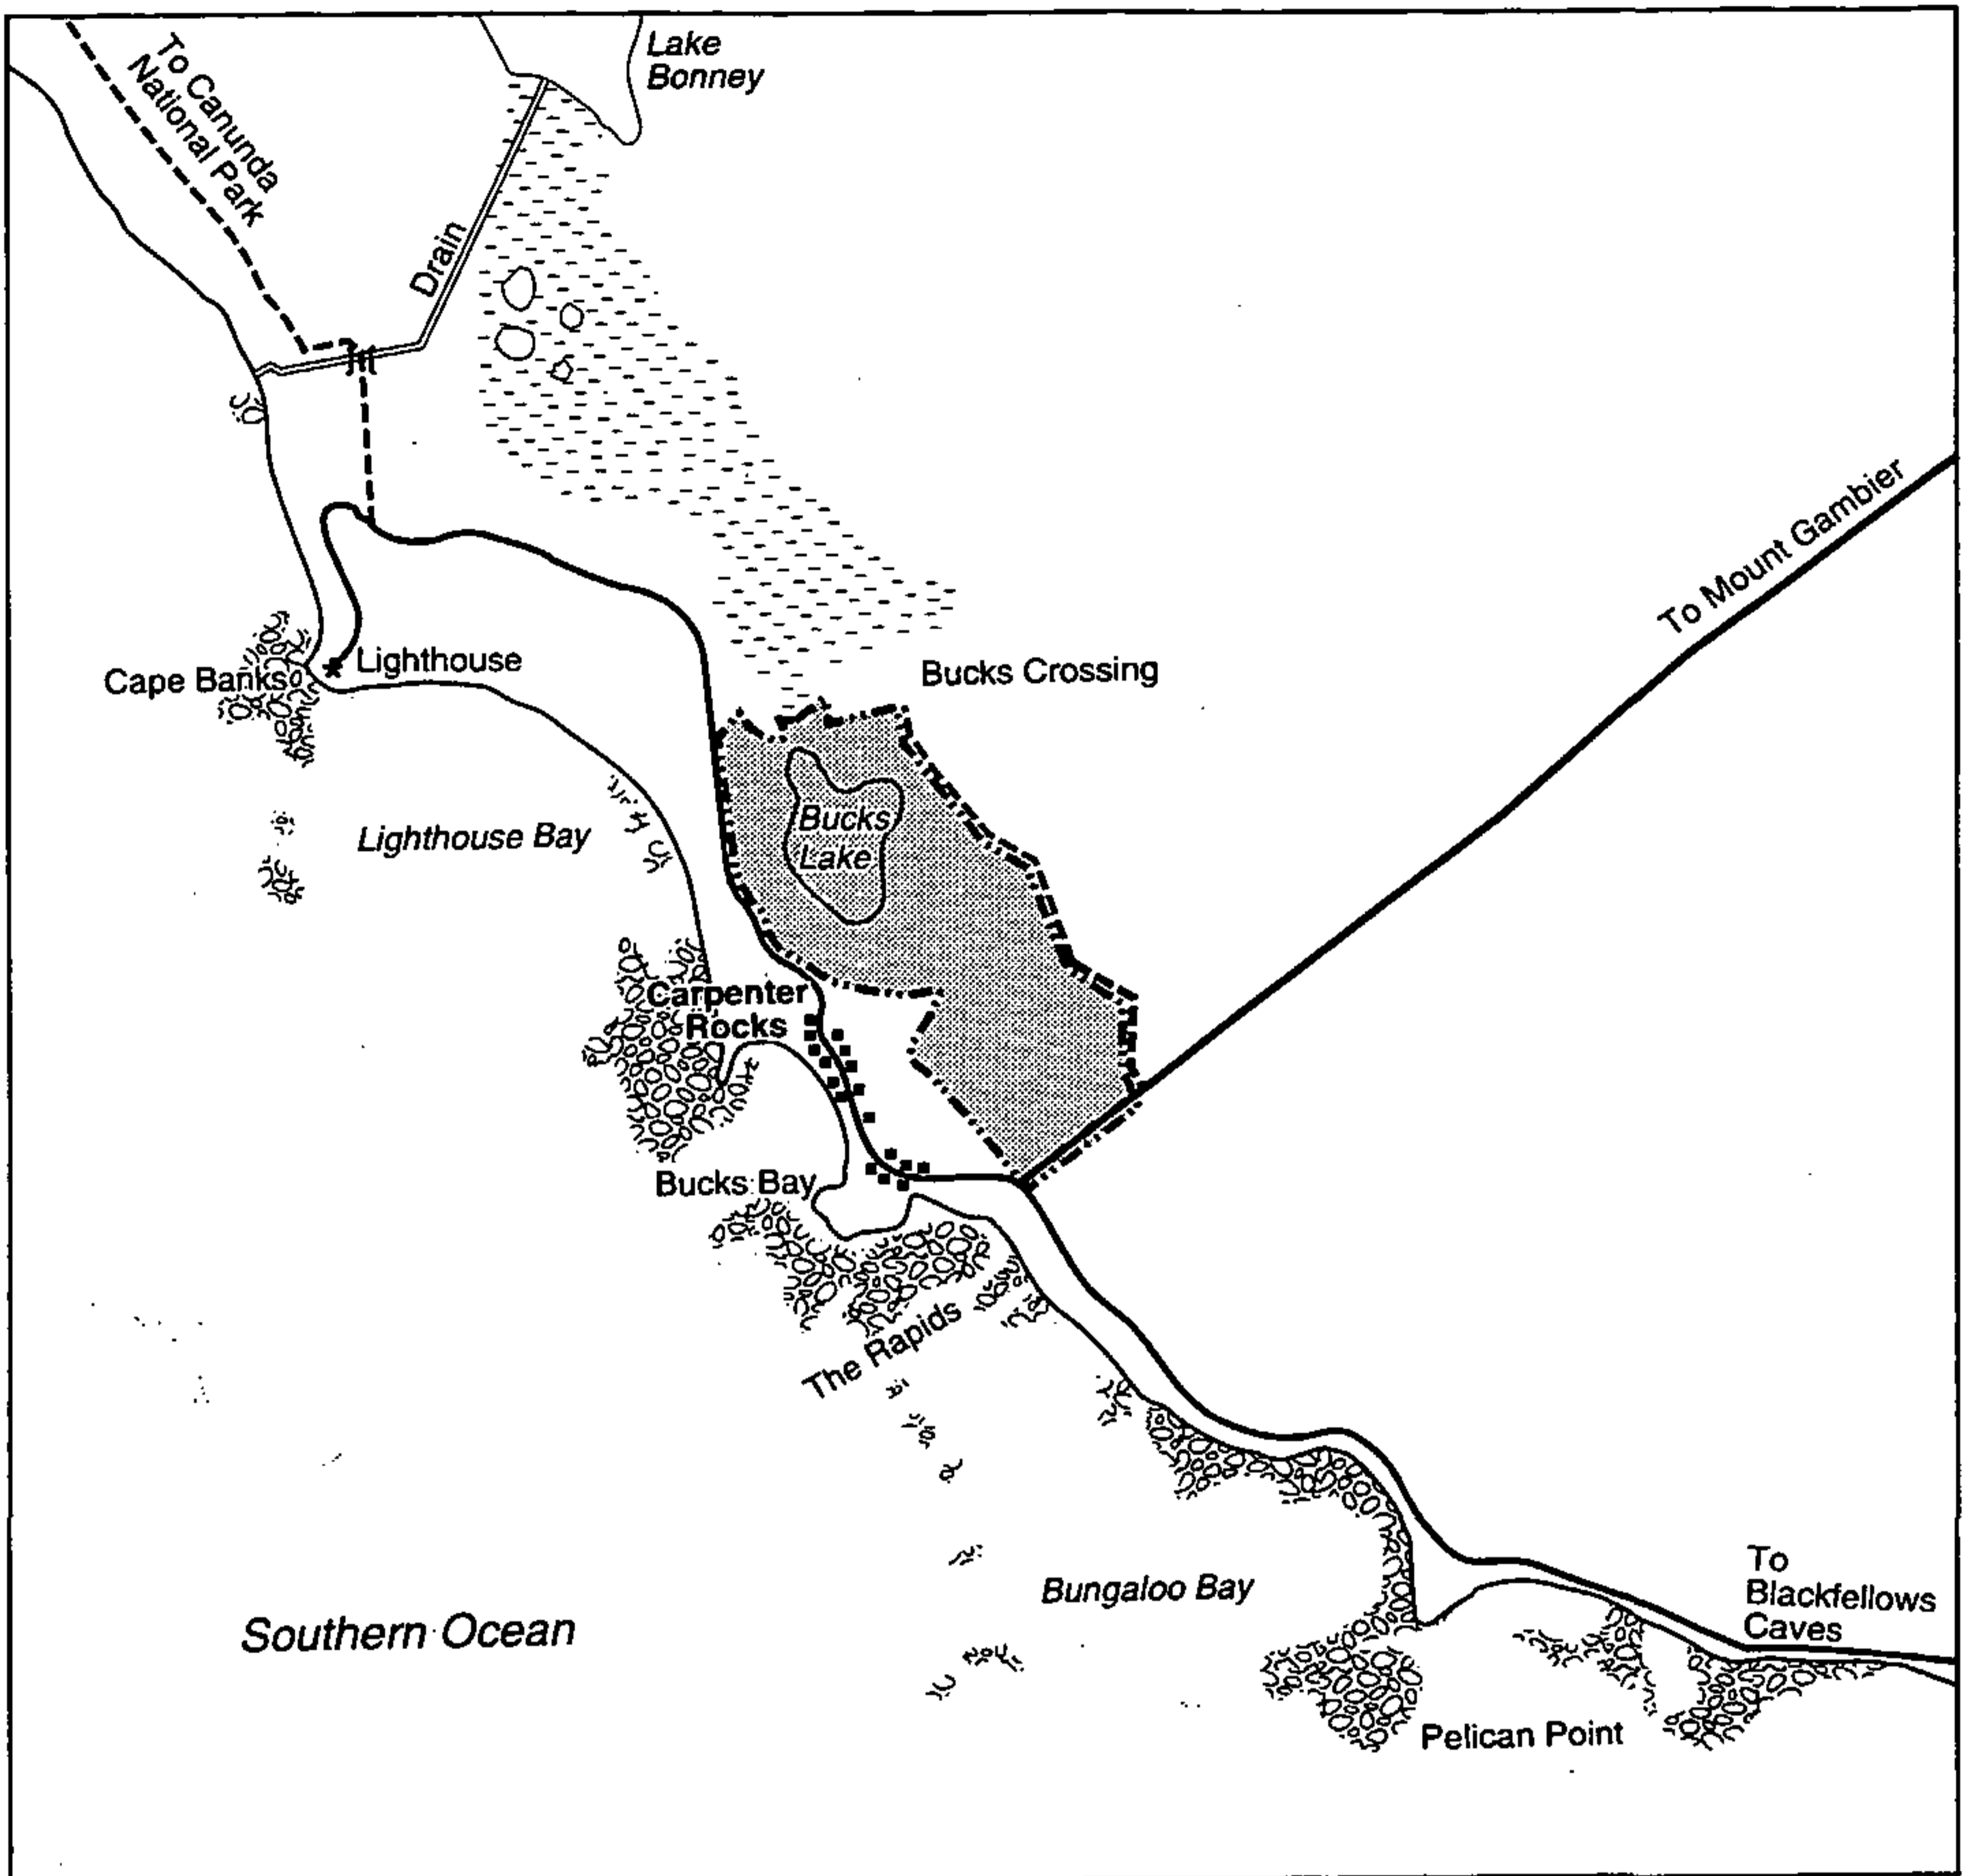 Lake
Bonney
To Canunda
National Park
Drain
To Mount Gambier
Lighthouse
Cape Banks
Bucks Crossing
Bucks
Lake
Lighthouse Bay
Carpenter
Rocks
Bucks Bay
The Rapids
To
Blackfellows
Caves
Bungaloo Bay
Southern Ocean
Pelican Point